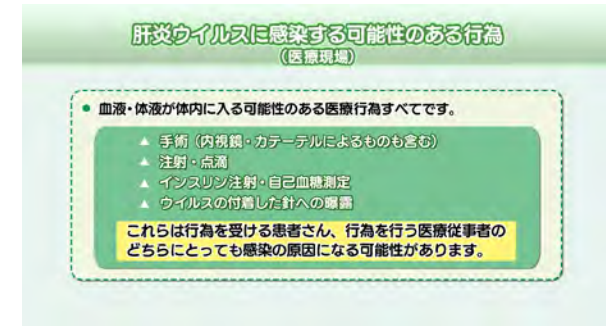 肝炎ウイルスに感染する可能性のある行為
（医療現場）
● 血液・体液が体内に入る可能性のある医療行為すべてです。
▲ 手術（内視鏡・カテーテルによるものも含む）
▲ 注射・点滴
▲ インスリン注射・自己血糖測定
▲ ウイルスの付着した針への曝露
これらは行為を受ける患者さん、行為を行う医療従事者の
どちらにとっても感染の原因になる可能性があります。